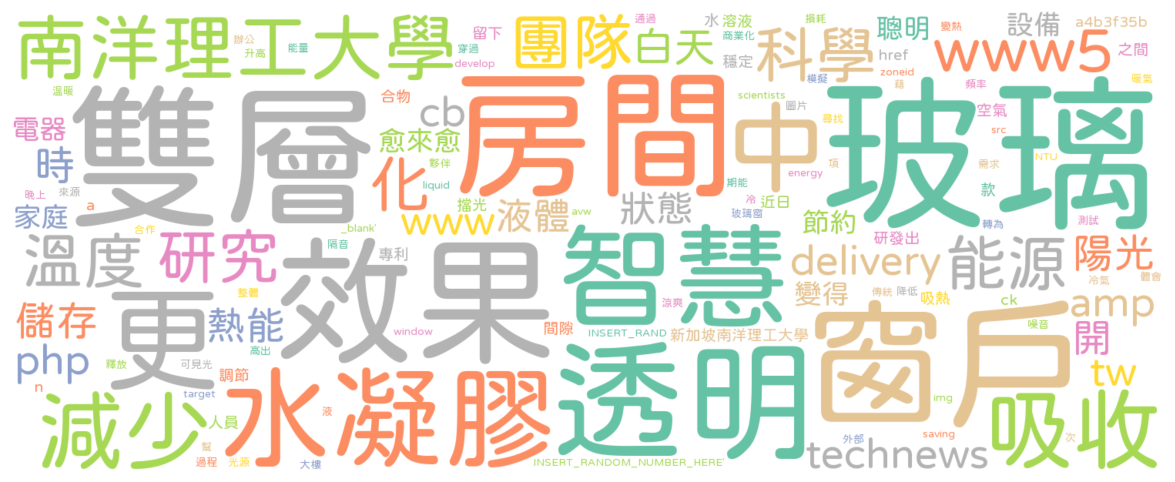 南洋理工大學
辦公
升高
能量
穿過
develop
留下
團隊
白天
通過
水
溶液
商業化
穩定
科學
損耗
模擬
聰明
href
zoneid
設備
www5
變熱
頻率
a4b3f35b
之間
暖氣
溫暖
合物
cb
scientists
圖片
尋找
藉
空氣
src
電器
時
雙層
愈來愈
夥伴
liquid
房間
中
玻璃
需求
NTU
項
energy
晚上
來源
a
家庭
化
擋光
期能
冷
近日
款
_blank'
www
液體
avw
狀態
玻璃窗
節約
轉為
測試
合作
隔音
專利
研發出
溫度
研究
效果
智慧
delivery
能源
陽光
冷氣
體會
整體
涼爽
變得
傳統
降低
吸熱
ck
amp
儲存
更
熱能
高出
window
間隙
INSERT_RAND
新加坡南洋理工大學
窗戶
噪音
開
php
釋放
可見光
n
target
調節
透明
img
tw
減少
人員
水凝膠
液
外部
saving
吸收
次
幫
過程
光源
大樓
INSERT_RANDOM_NUMBER_HERE'
technews